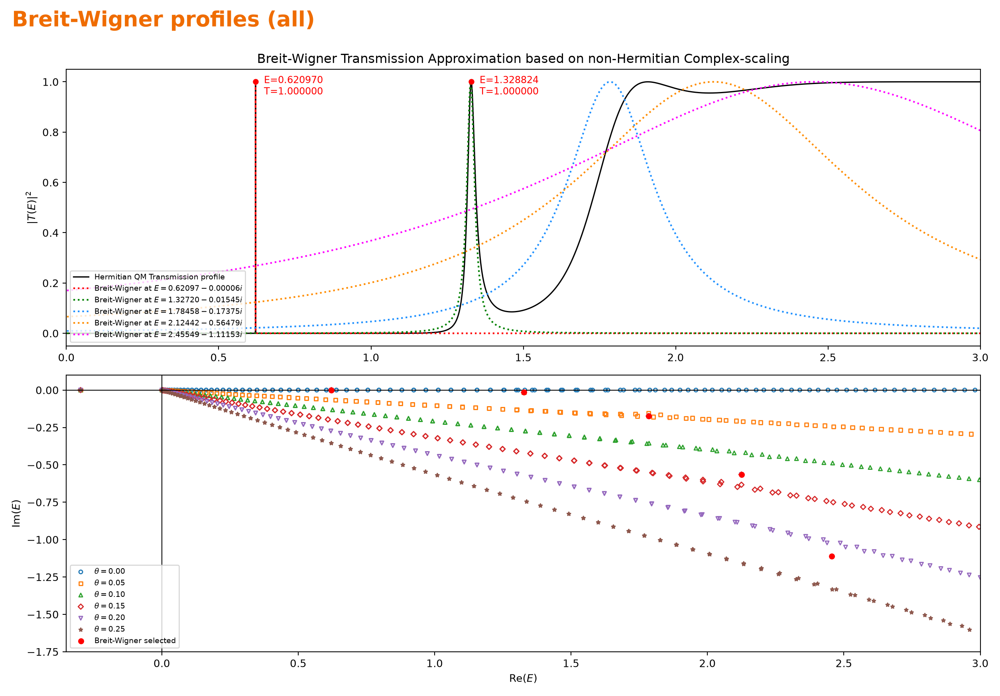 Breit-Wigner profiles (all)
Breit-Wigner Transmission Approximation based on non-Hermitian Complex-scaling
E=0.620970
T=1.000000
E=1.328824
T=1.000000
|T(E)|²
1.0
0.8
0.6
0.4
0.2
0.0
Hermitian QM Transmission profile
Breit-Wigner at E = 0.62097 − 0.00006i
Breit-Wigner at E = 1.32720 − 0.01545i
Breit-Wigner at E = 1.78458 − 0.17375i
Breit-Wigner at E = 2.12442 − 0.56479i
Breit-Wigner at E = 2.45549 − 1.11153i
0.0 0.5 1.0 1.5 2.0 2.5 3.0
Im(E)
0.00
−0.25
−0.50
−0.75
−1.00
−1.25
−1.50
−1.75
θ = 0.00
θ = 0.05
θ = 0.10
θ = 0.15
θ = 0.20
θ = 0.25
Breit-Wigner selected
0.0 0.5 1.0 1.5 2.0 2.5 3.0
Re(E)